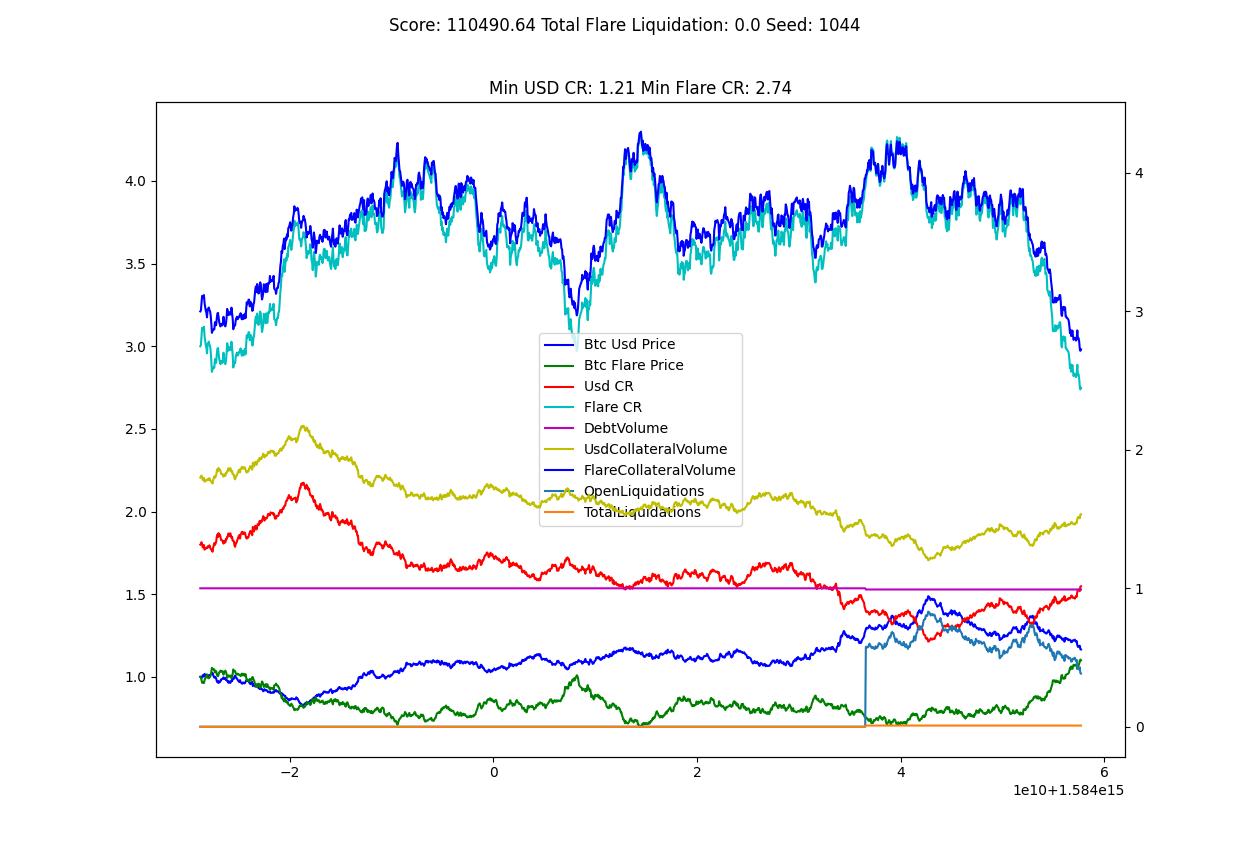 Score: 110490.64 Total Flare Liquidation: 0.0 Seed: 1044
Min USD CR: 1.21 Min Flare CR: 2.74
4.0
3.5
3.0
2.5
2.0
1.5
1.0
4
3
2
1
0
Btc Usd Price
Btc Flare Price
Usd CR
Flare CR
DebtVolume
UsdCollateralVolume
FlareCollateralVolume
OpenLiquidations
TotalLiquidations
−2 0 2 4 6
1e10+1.584e15